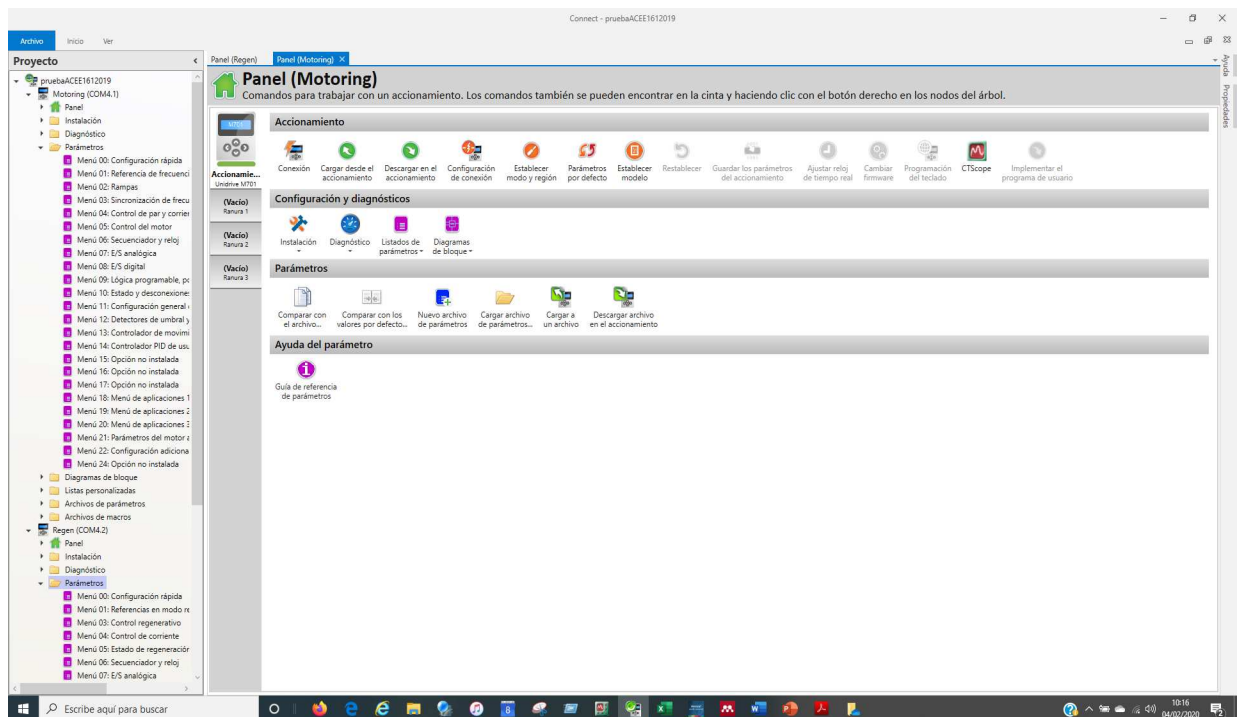 Connect - pruebaACEE1612019
Archivo Inicio Ver
Proyecto
pruebaACEE1612019
Motoring (COM4.1)
Panel
Instalación
Diagnóstico
Parámetros
Menú 00: Configuración rápida
Menú 01: Referencia de frecuenci
Menú 02: Rampas
Menú 03: Sincronización de frecu
Menú 04: Control de par y corrier
Menú 05: Control del motor
Menú 06: Secuenciador y reloj
Menú 07: E/S analógica
Menú 08: E/S digital
Menú 09: Lógica programable, pc
Menú 10: Estado y desconexione:
Menú 11: Configuración general
Menú 12: Detectores de umbral y
Menú 13: Controlador de movimi
Menú 14: Controlador PID de usu
Menú 15: Opción no instalada
Menú 16: Opción no instalada
Menú 17: Opción no instalada
Menú 18: Menú de aplicaciones 1
Menú 19: Menú de aplicaciones 2
Menú 20: Menú de aplicaciones 3
Menú 21: Parámetros del motor a
Menú 22: Configuración adiciona
Menú 24: Opción no instalada
Diagramas de bloque
Listas personalizadas
Archivos de parámetros
Archivos de macros
Regen (COM4.2)
Panel
Instalación
Diagnóstico
Parámetros
Menú 00: Configuración rápida
Menú 01: Referencias en modo re
Menú 03: Control regenerativo
Menú 04: Control de corriente
Menú 05: Estado de regeneración
Menú 06: Secuenciador y reloj
Menú 07: E/S analógica
Panel (Regen) Panel (Motoring)
Panel (Motoring)
Comandos para trabajar con un accionamiento. Los comandos también se pueden encontrar en la cinta y haciendo clic con el botón derecho en los nodos del árbol.
M701
Accionamie...
Unidrive M701
(Vacío)
Ranura 1
(Vacío)
Ranura 2
(Vacío)
Ranura 3
Accionamiento
Conexión
Cargar desde el
accionamiento
Descargar en el
accionamiento
Configuración
de conexión
Establecer
modo y región
Parámetros
por defecto
Establecer
modelo
Restablecer
Guardar los parámetros
del accionamiento
Ajustar reloj
de tiempo real
Cambiar
firmware
Programación
del teclado
CTScope
Implementar el
programa de usuario
Configuración y diagnósticos
Instalación
Diagnóstico
Listados de
parámetros
Diagramas
de bloque
Parámetros
Comparar con
el archivo...
Comparar con los
valores por defecto...
Nuevo archivo
de parámetros
Cargar archivo
de parámetros...
Cargar a
un archivo
Descargar archivo
en el accionamiento
Ayuda del parámetro
Guía de referencia
de parámetros
Ayuda
Propiedades
Escribe aquí para buscar
10:16
04/02/2020